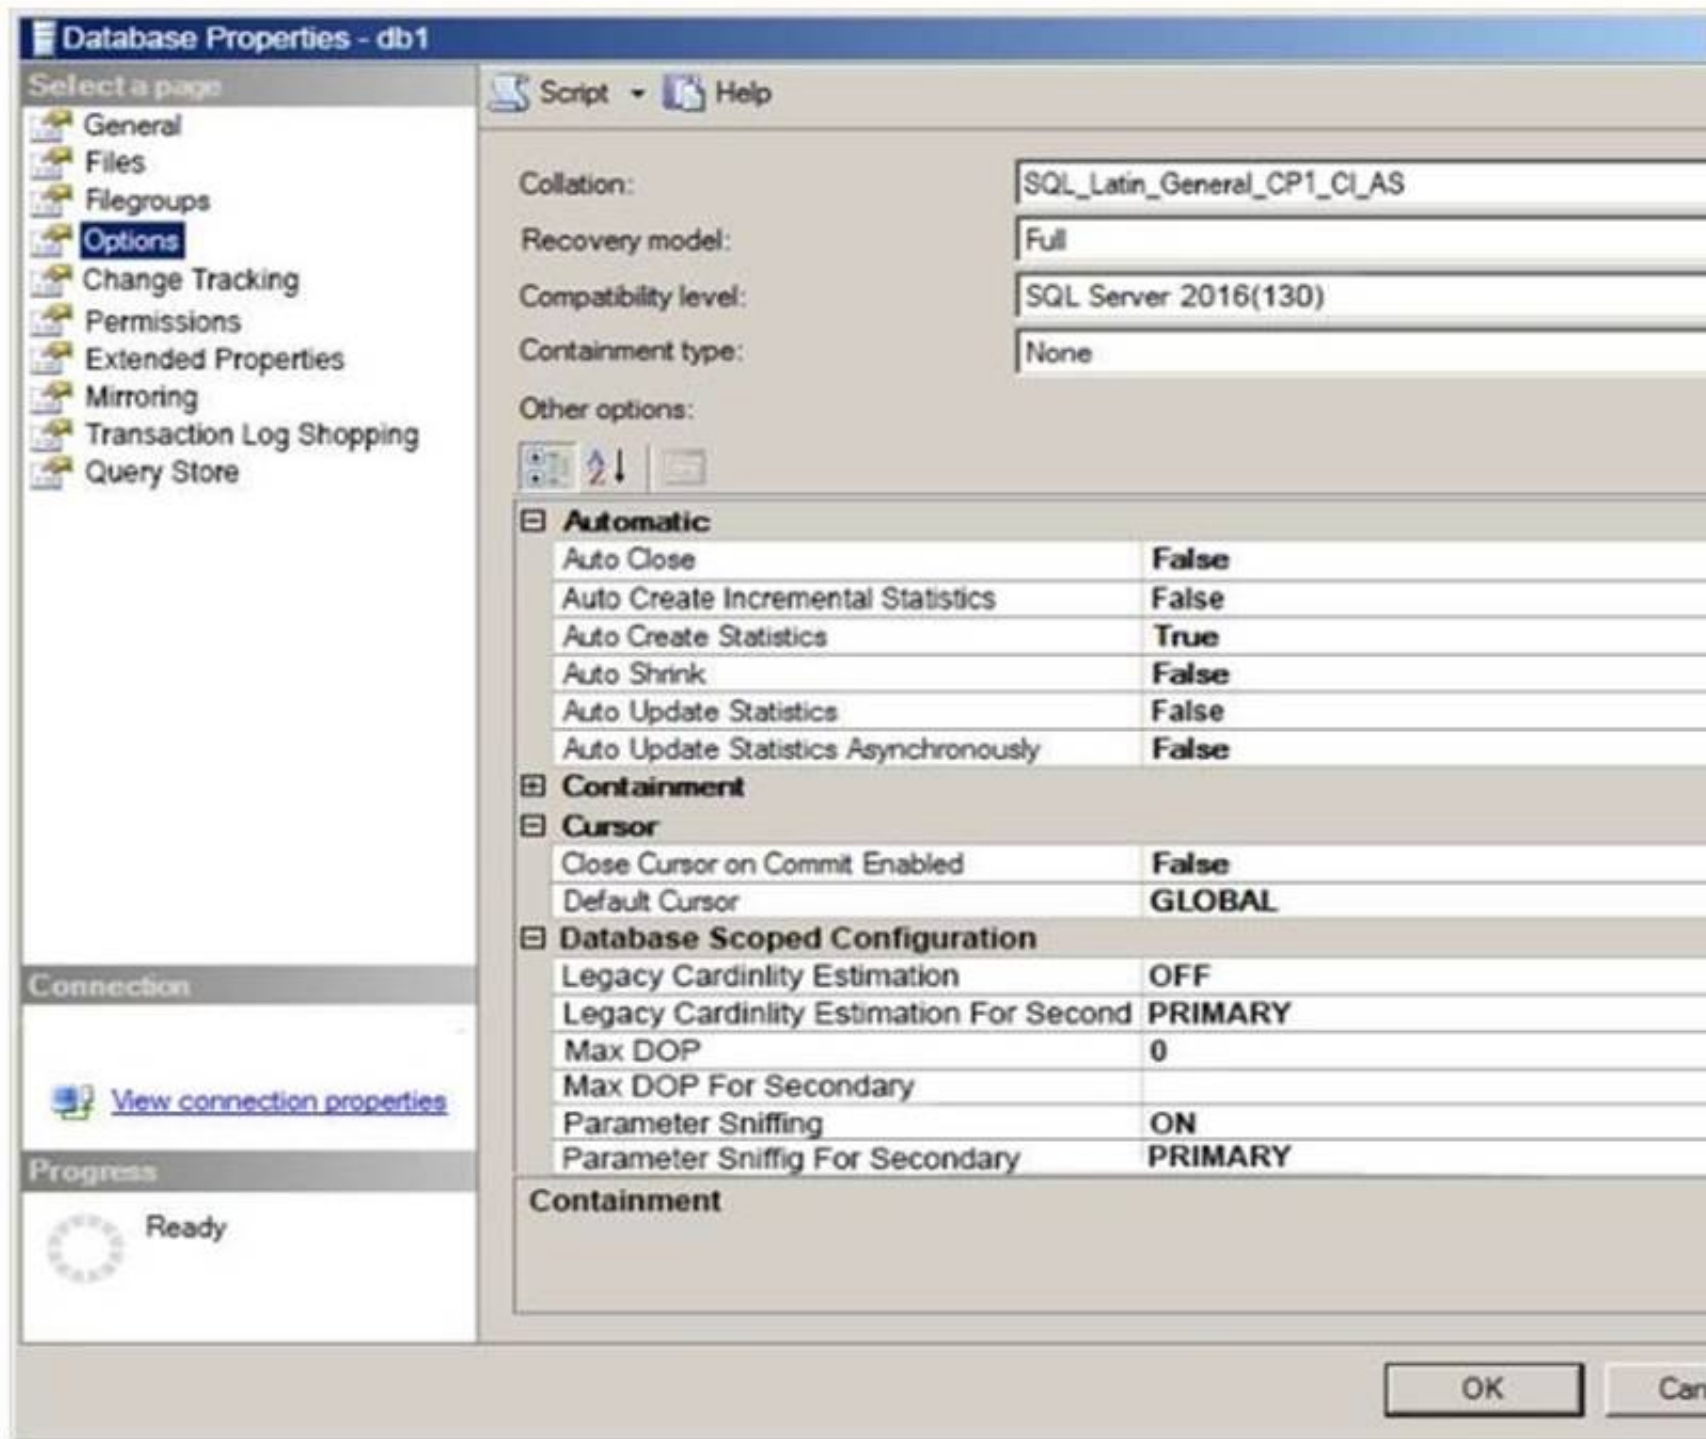 Database Properties - db1
Select a page
General
Files
Filegroups
Options
Change Tracking
Permissions
Extended Properties
Mirroring
Transaction Log Shopping
Query Store
Connection
View connection properties
Progress
Ready
Script Help
Collation: SQL_Latin_General_CP1_CI_AS
Recovery model: Full
Compatibility level: SQL Server 2016(130)
Containment type: None
Other options:
Automatic
Auto Close False
Auto Create Incremental Statistics False
Auto Create Statistics True
Auto Shrink False
Auto Update Statistics False
Auto Update Statistics Asynchronously False
Containment
Cursor
Close Cursor on Commit Enabled False
Default Cursor GLOBAL
Database Scoped Configuration
Legacy Cardinlity Estimation OFF
Legacy Cardinlity Estimation For Second PRIMARY
Max DOP 0
Max DOP For Secondary
Parameter Sniffing ON
Parameter Sniffig For Secondary PRIMARY
Containment
OK Can